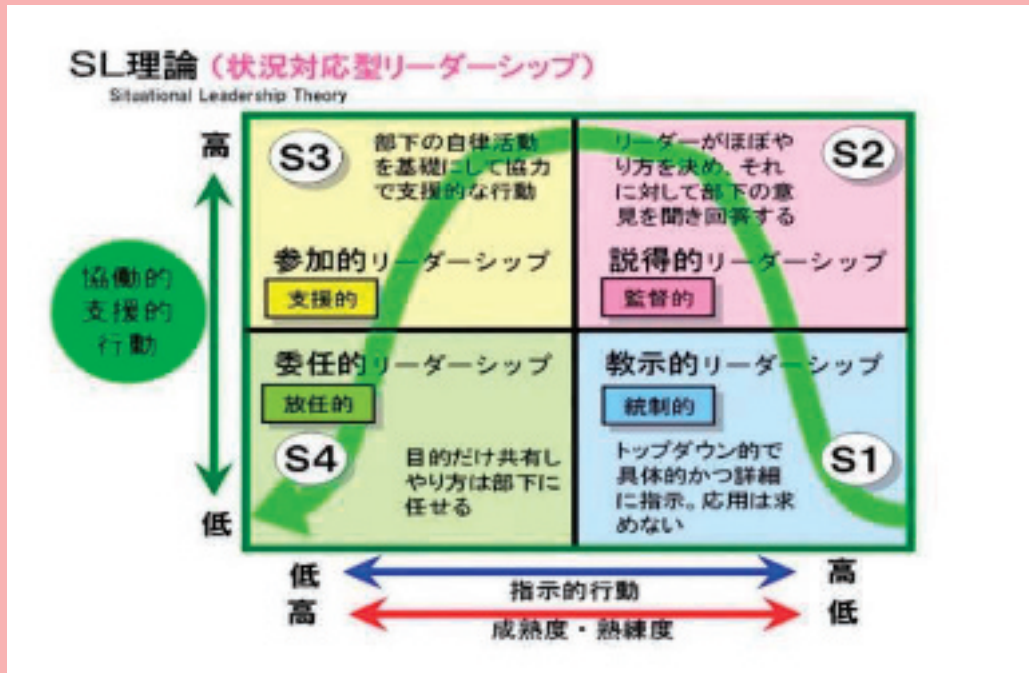 SL理論(状況対応型リーダーシップ)
Situational Leadership Theory
高
低
協働的
支援的
行動
S3
部下の自律活動
を基礎にして協力
で支援的な行動
参加的リーダーシップ
支援的
S2
リーダーがほぼや
り方を決め、それ
に対して部下の意
見を聞き回答する
説得的リーダーシップ
監督的
委任的リーダーシップ
放任的
S4
目的だけ共有し
やり方は部下に
任せる
教示的リーダーシップ
統制的
S1
トップダウン的で
具体的かつ詳細
に指示。応用は求
めない
低
指示的行動
高
高
成熟度・熟練度
低